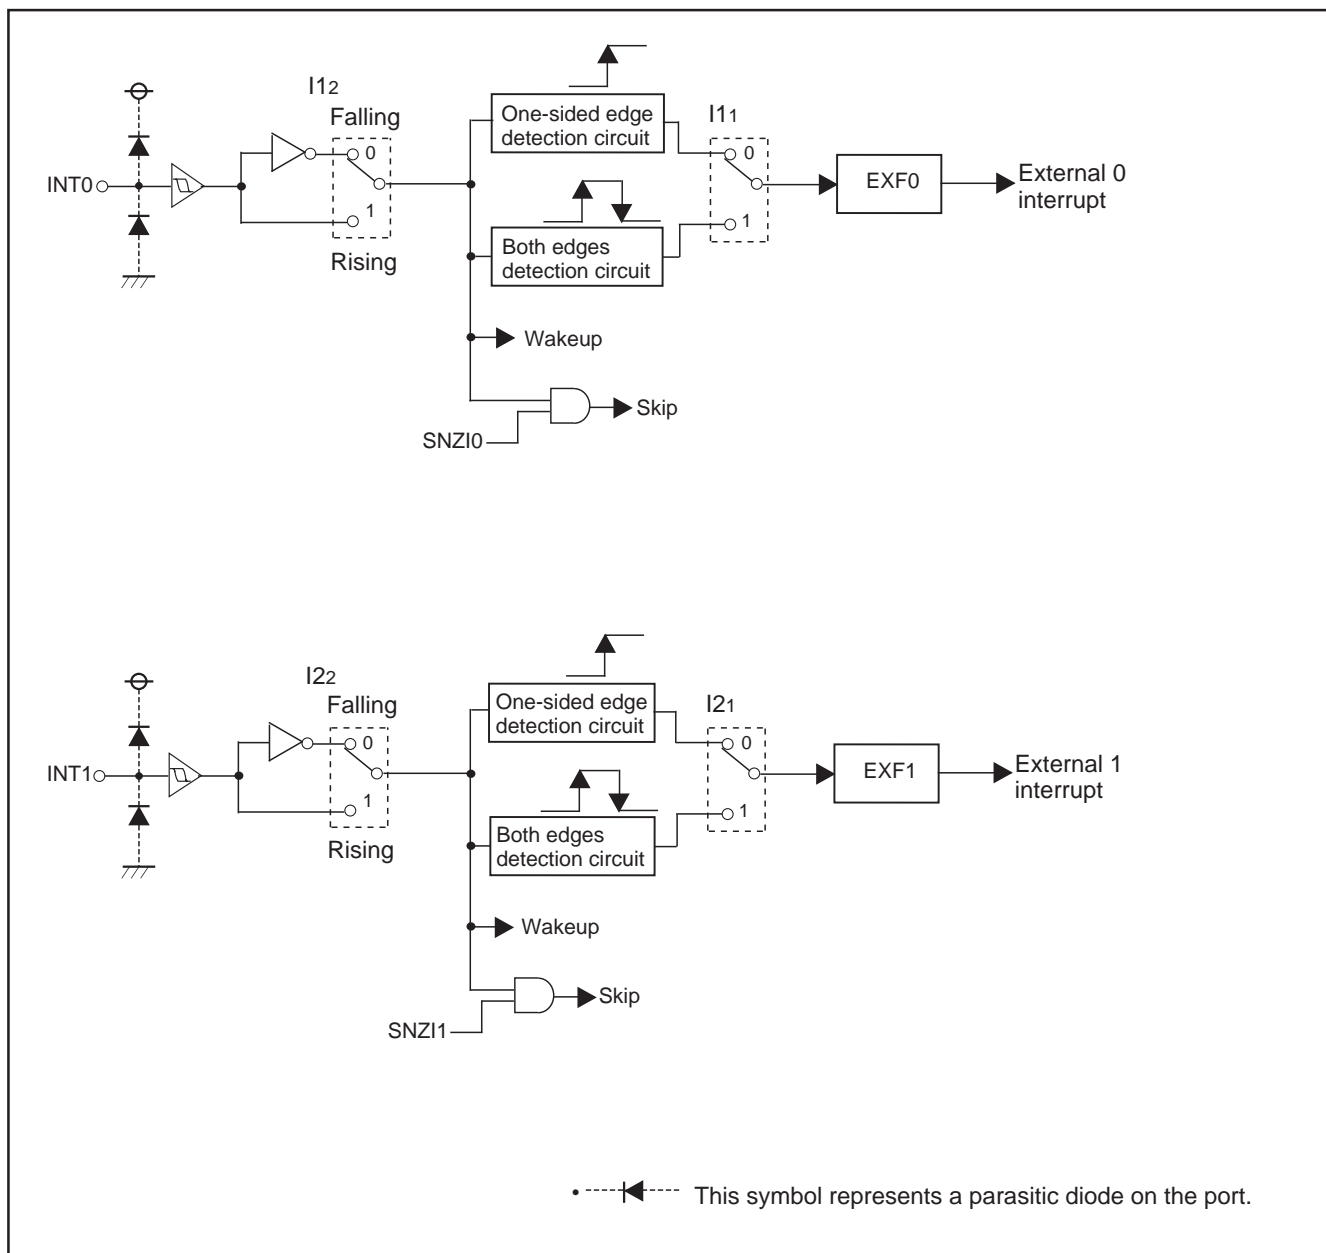 I12
Falling
0
1
Rising
INT0
One-sided edge
detection circuit
Both edges
detection circuit
I11
0
1
EXF0
External 0
interrupt
Wakeup
Skip
SNZI0
I22
Falling
0
1
Rising
INT1
One-sided edge
detection circuit
Both edges
detection circuit
I21
0
1
EXF1
External 1
interrupt
Wakeup
Skip
SNZI1
• This symbol represents a parasitic diode on the port.